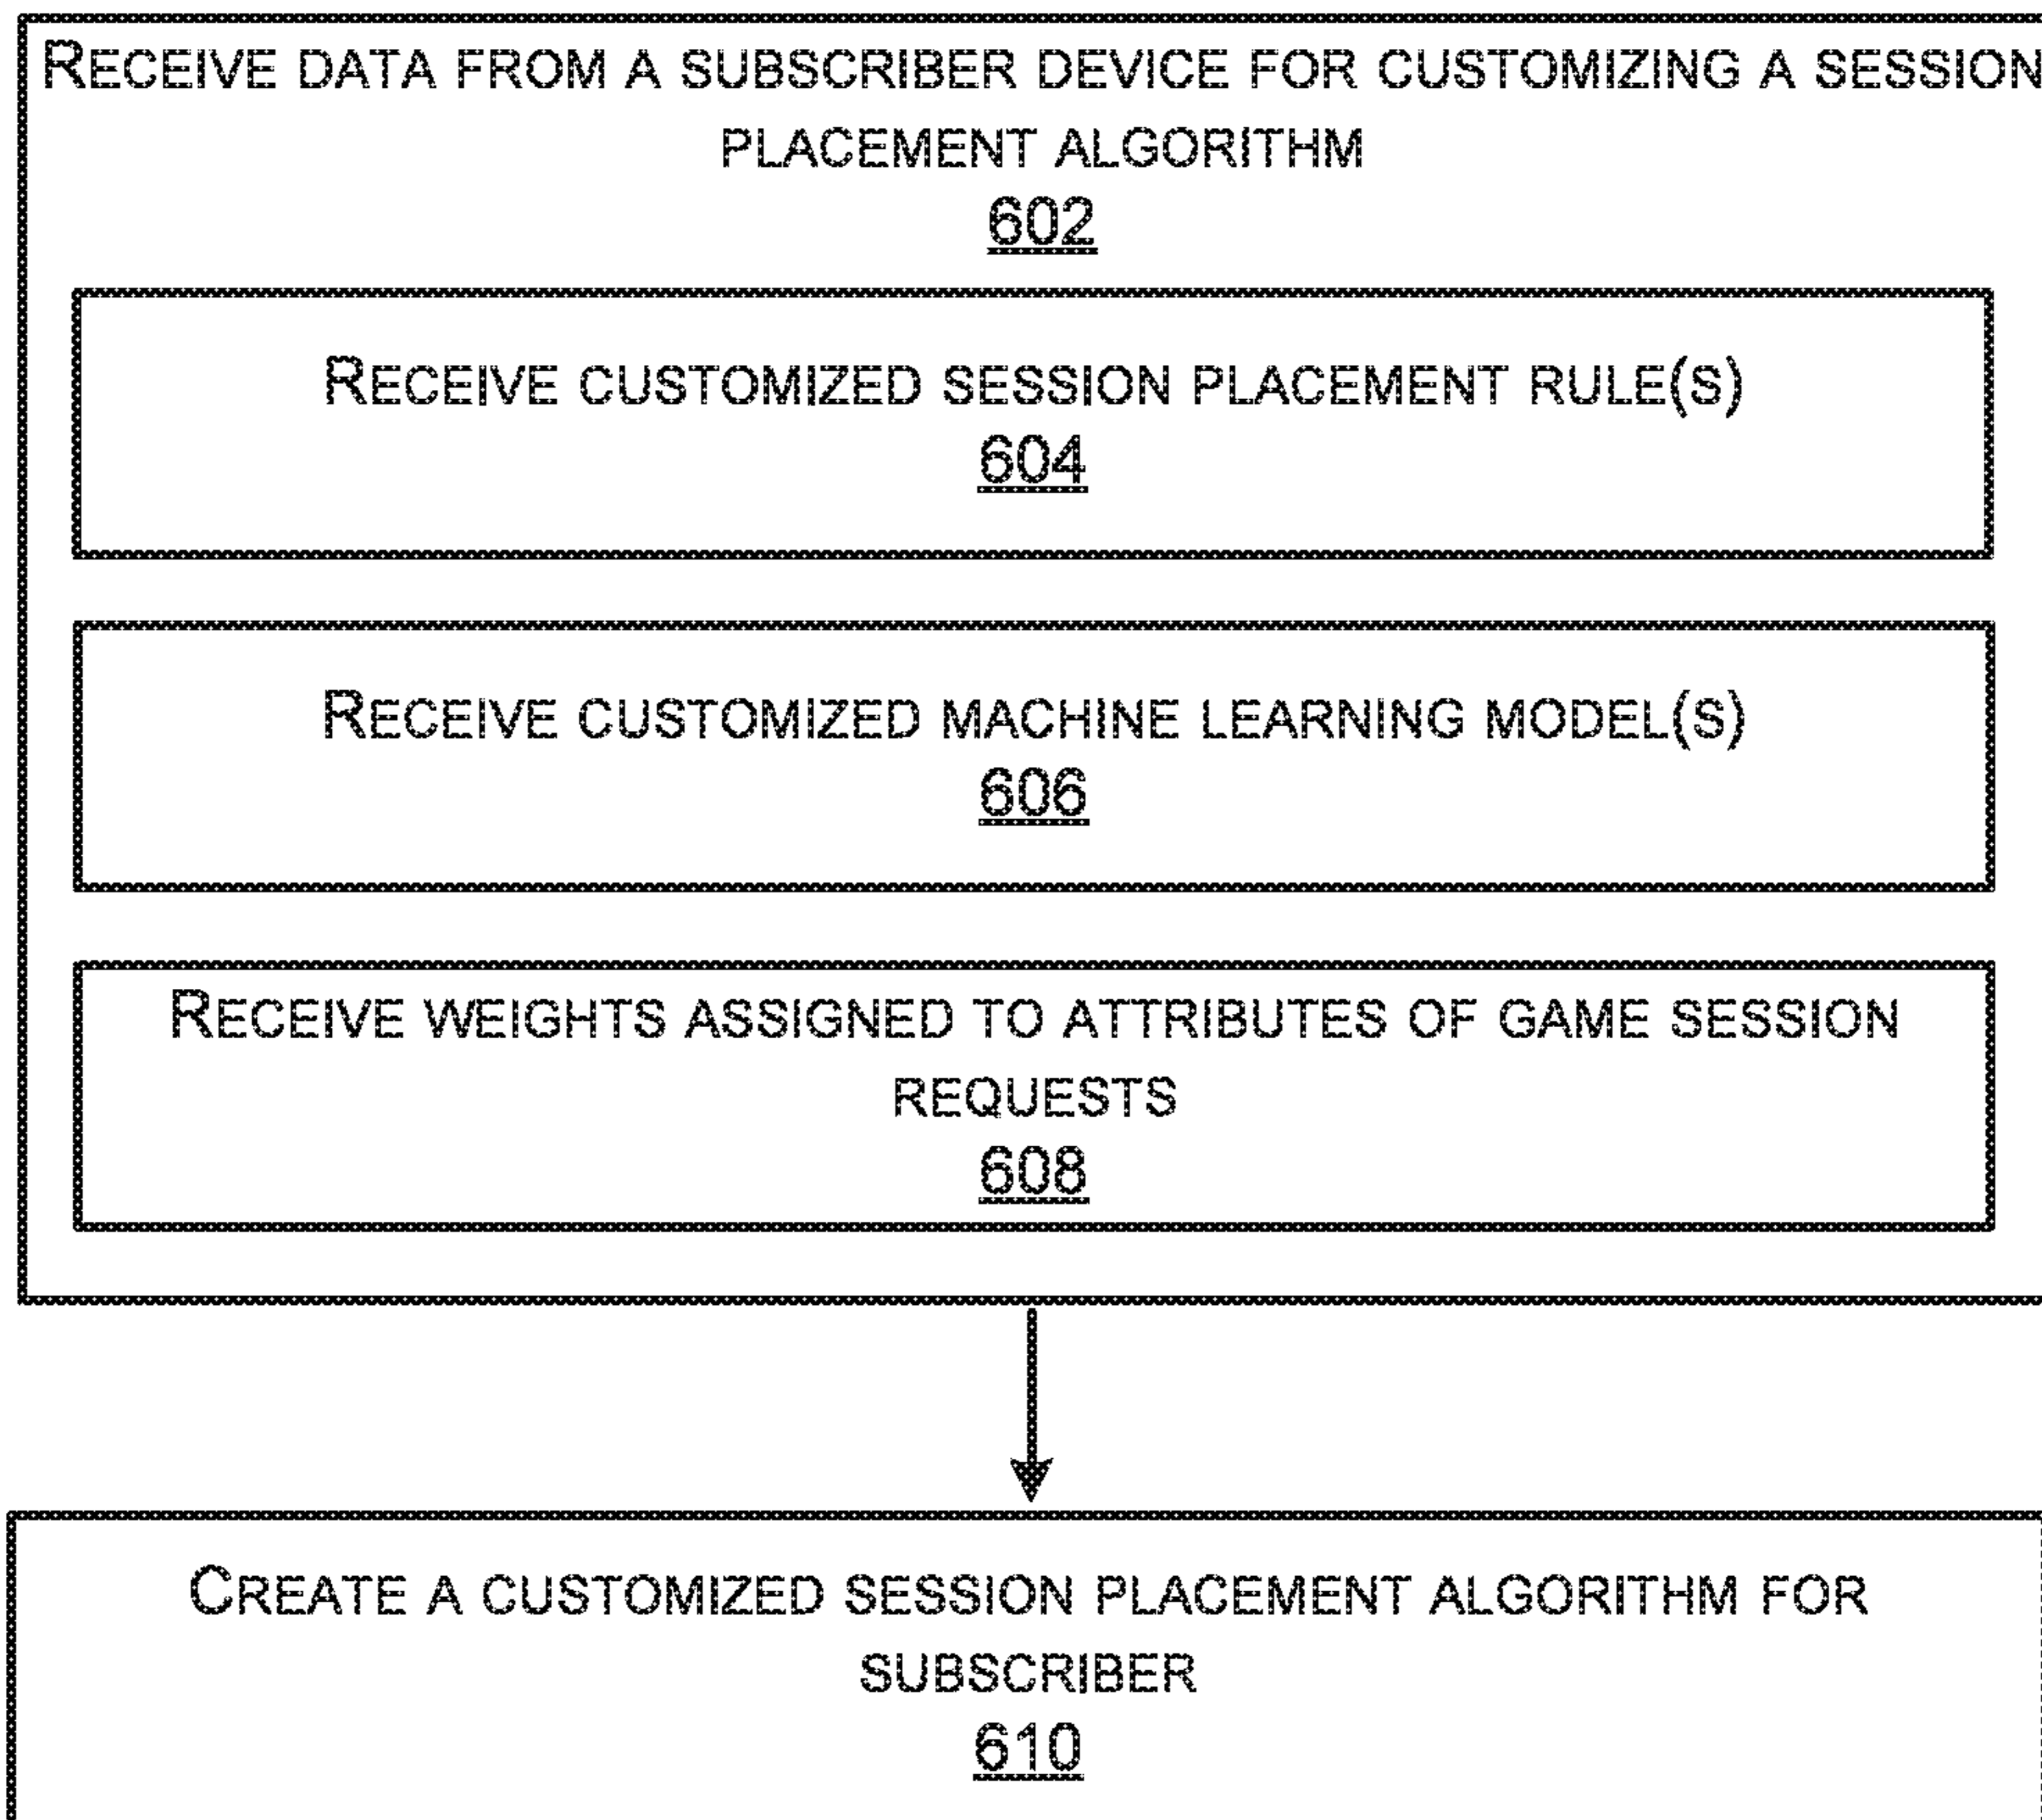 RECEIVE DATA FROM A SUBSCRIBER DEVICE FOR CUSTOMIZING A SESSION
PLACEMENT ALGORITHM
602
RECEIVE CUSTOMIZED SESSION PLACEMENT RULE(S)
604
RECEIVE CUSTOMIZED MACHINE LEARNING MODEL(S)
606
RECEIVE WEIGHTS ASSIGNED TO ATTRIBUTES OF GAME SESSION
REQUESTS
608
CREATE A CUSTOMIZED SESSION PLACEMENT ALGORITHM FOR
SUBSCRIBER
610